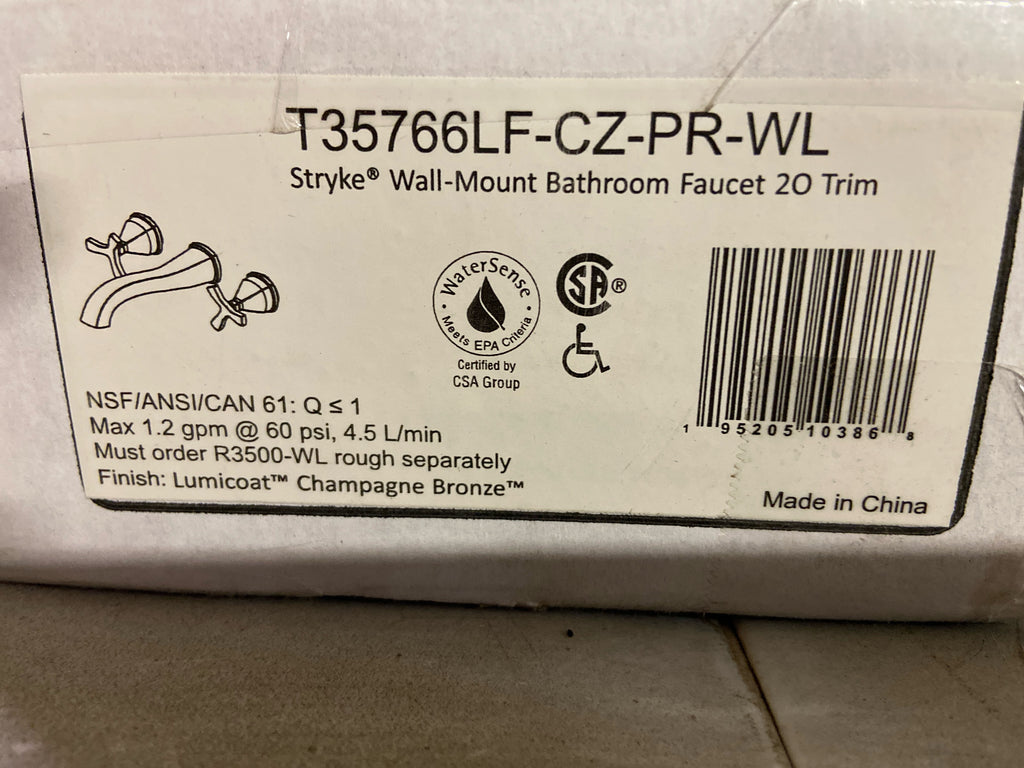 T35766LF-CZ-PR-WL
Stryke® Wall-Mount Bathroom Faucet 2O Trim
WaterSense
Meets EPA Criteria
Certified by
CSA Group
SA®
NSF/ANSI/CAN 61: Q ≤ 1
Max 1.2 gpm @ 60 psi, 4.5 L/min
Must order R3500-WL rough separately
Finish: Lumicoat™ Champagne Bronze™
1 95205 10386 8
Made in China